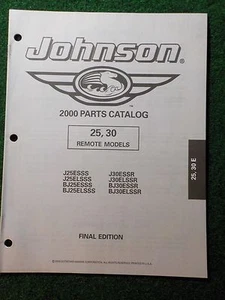 Johnson®
™
2000 PARTS CATALOG
25, 30
REMOTE MODELS
J25ESSS J30ESSR
J25ELSSS J30ELSSR
BJ25ESSS BJ30ESSR
BJ25ELSSS BJ30ELSSR
25, 30 E
FINAL EDITION